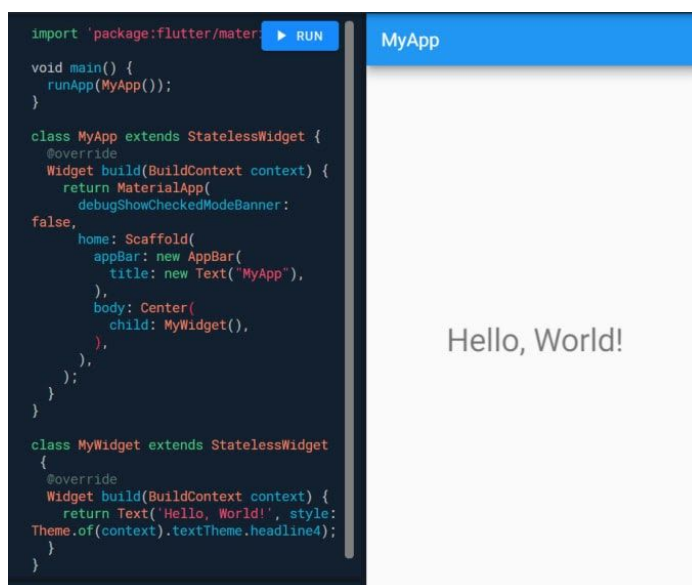 import 'package:flutter/mater
RUN
void main() {
  runApp(MyApp());
}
class MyApp extends StatelessWidget {
  @override
  Widget build(BuildContext context) {
    return MaterialApp(
      debugShowCheckedModeBanner:
false,
      home: Scaffold(
        appBar: new AppBar(
          title: new Text("MyApp"),
        ),
        body: Center(
          child: MyWidget(),
        ),
      ),
    );
  }
}
class MyWidget extends StatelessWidget
 {
  @override
  Widget build(BuildContext context) {
    return Text('Hello, World!', style:
Theme.of(context).textTheme.headline4);
  }
}
MyApp
Hello, World!